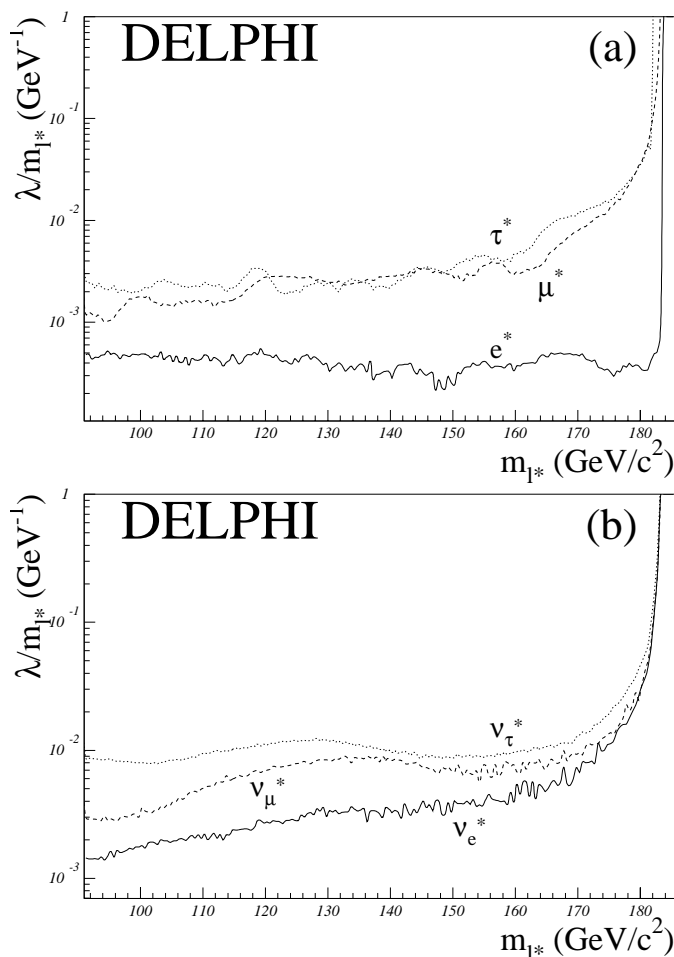 DELPHI (a)
λ/m_l* (GeV⁻¹)
1
10⁻¹
10⁻²
10⁻³
τ*
μ*
e*
100 110 120 130 140 150 160 170 180
m_l* (GeV/c²)
DELPHI (b)
λ/m_l* (GeV⁻¹)
1
10⁻¹
10⁻²
10⁻³
ν_τ*
ν_μ*
ν_e*
100 110 120 130 140 150 160 170 180
m_l* (GeV/c²)